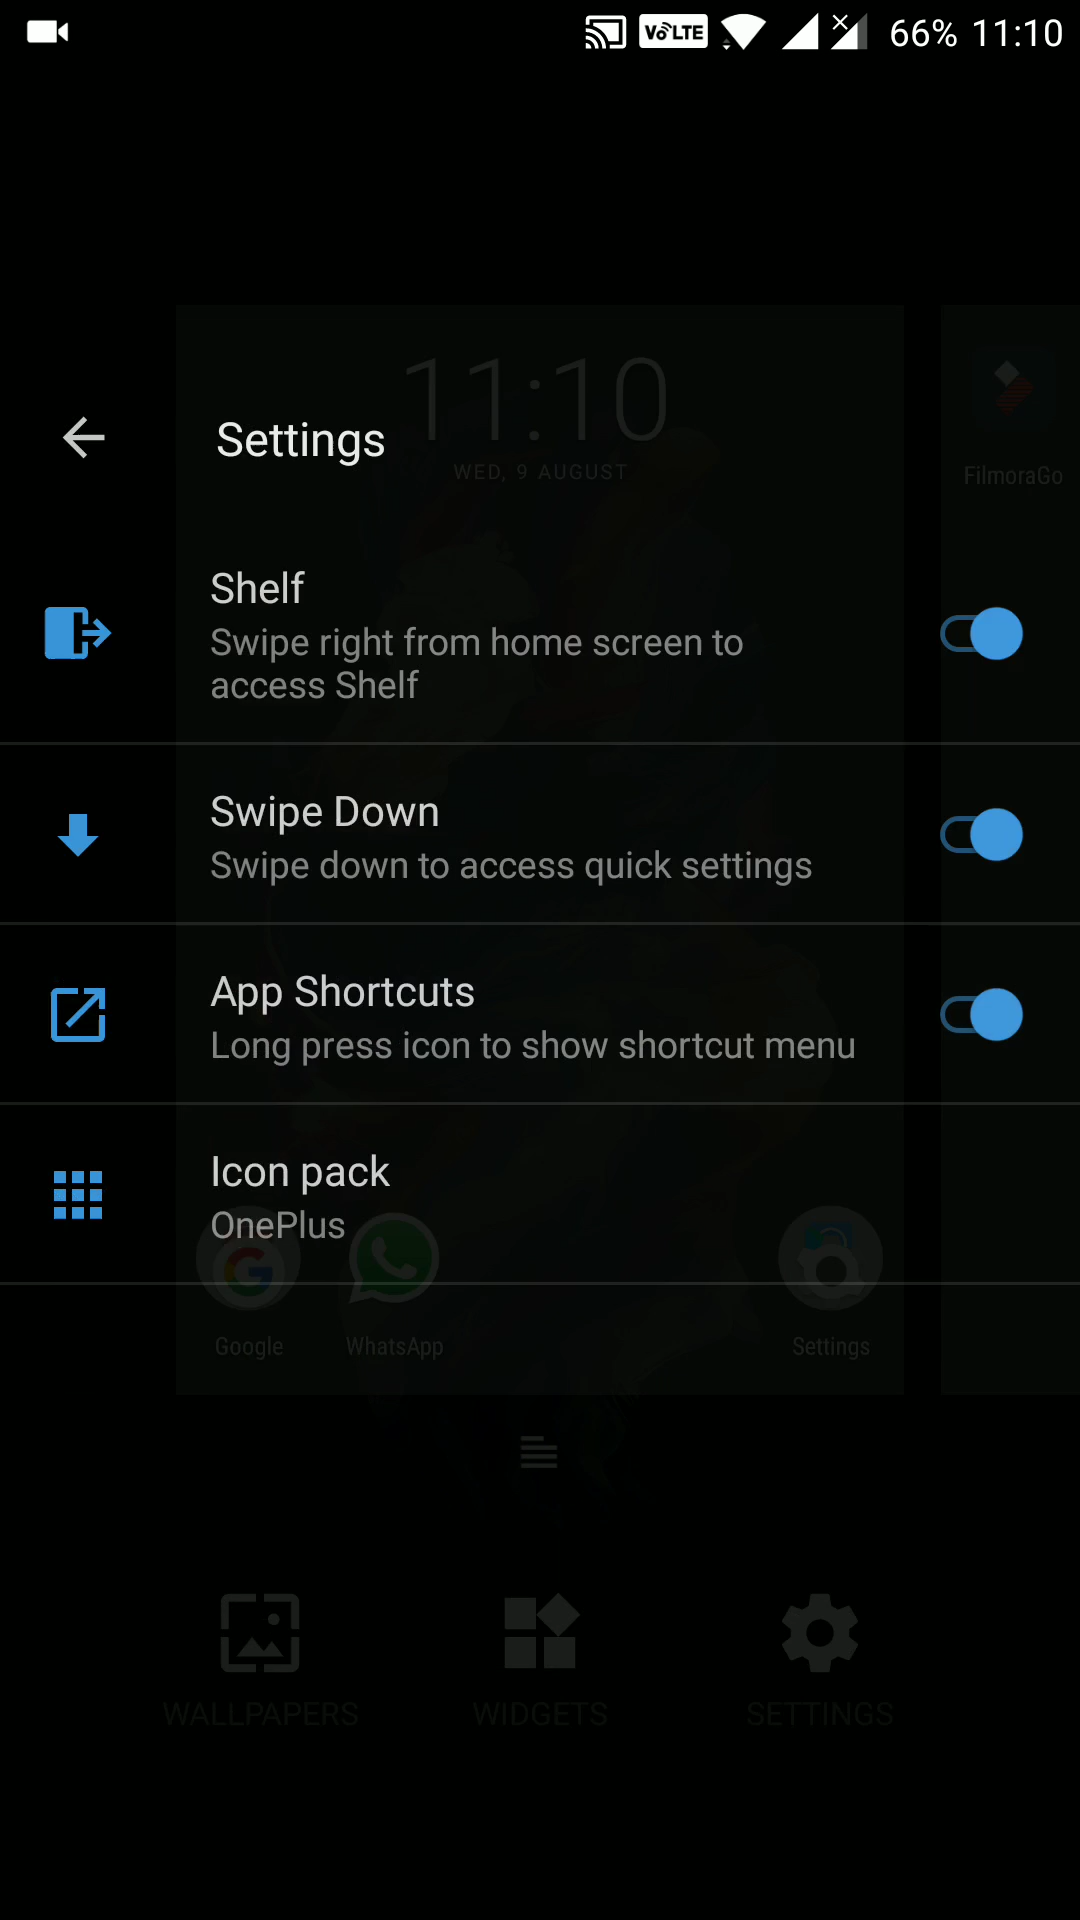 VoLTE 66% 11:10
11:10
WED, 9 AUGUST
Settings
FilmoraGo
Shelf
Swipe right from home screen to
access Shelf
Swipe Down
Swipe down to access quick settings
App Shortcuts
Long press icon to show shortcut menu
Icon pack
OnePlus
Google WhatsApp Settings
WALLPAPERS WIDGETS SETTINGS